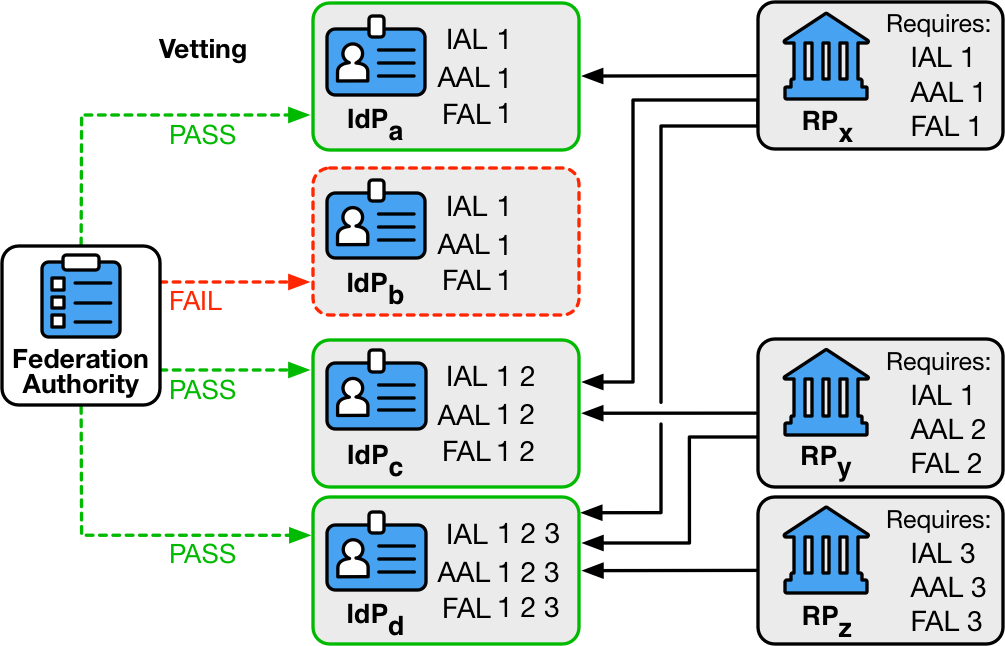 Vetting
Federation
Authority
PASS
FAIL
PASS
PASS
IAL 1
AAL 1
FAL 1
IdPa
IAL 1
AAL 1
FAL 1
IdPb
IAL 1 2
AAL 1 2
FAL 1 2
IdPc
IAL 1 2 3
AAL 1 2 3
FAL 1 2 3
IdPd
Requires:
IAL 1
AAL 1
FAL 1
RPx
Requires:
IAL 1
AAL 2
FAL 2
RPy
Requires:
IAL 3
AAL 3
FAL 3
RPz